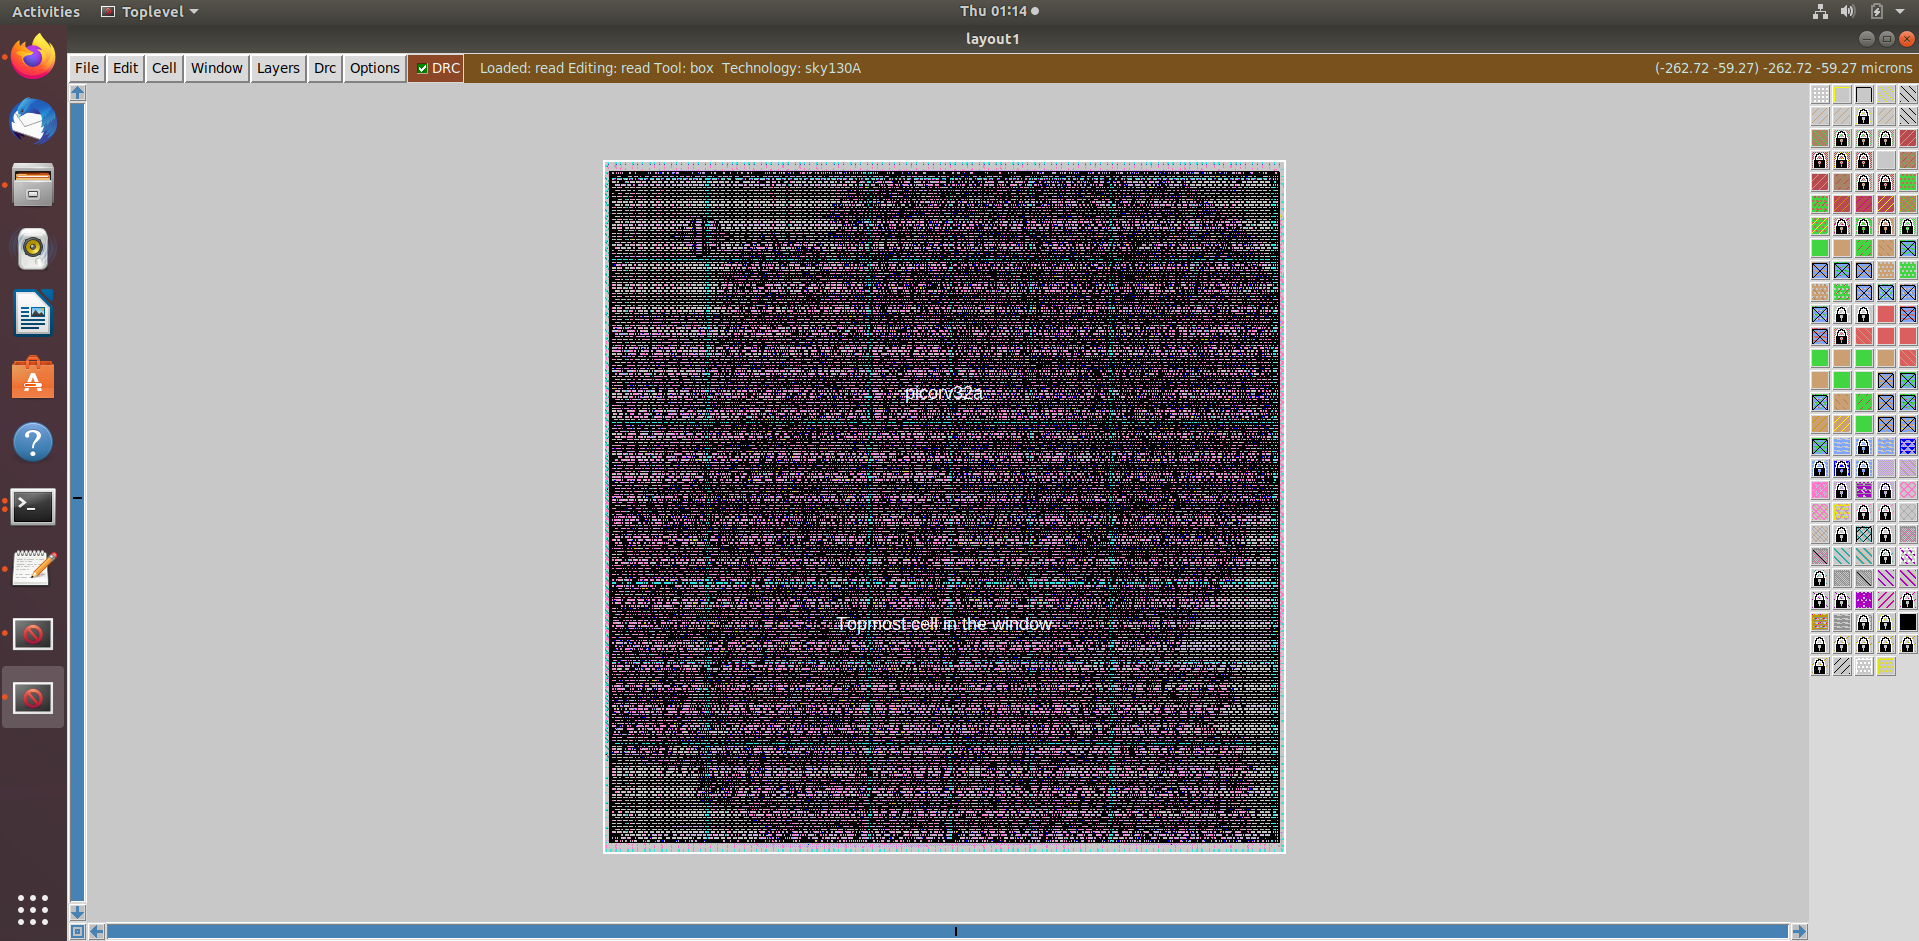 Activities Toplevel Thu 01:14
layout1
File Edit Cell Window Layers Drc Options DRC Loaded: read Editing: read Tool: box Technology: sky130A (-262.72 -59.27) -262.72 -59.27 microns
picorv32a
Topmost cell in the window